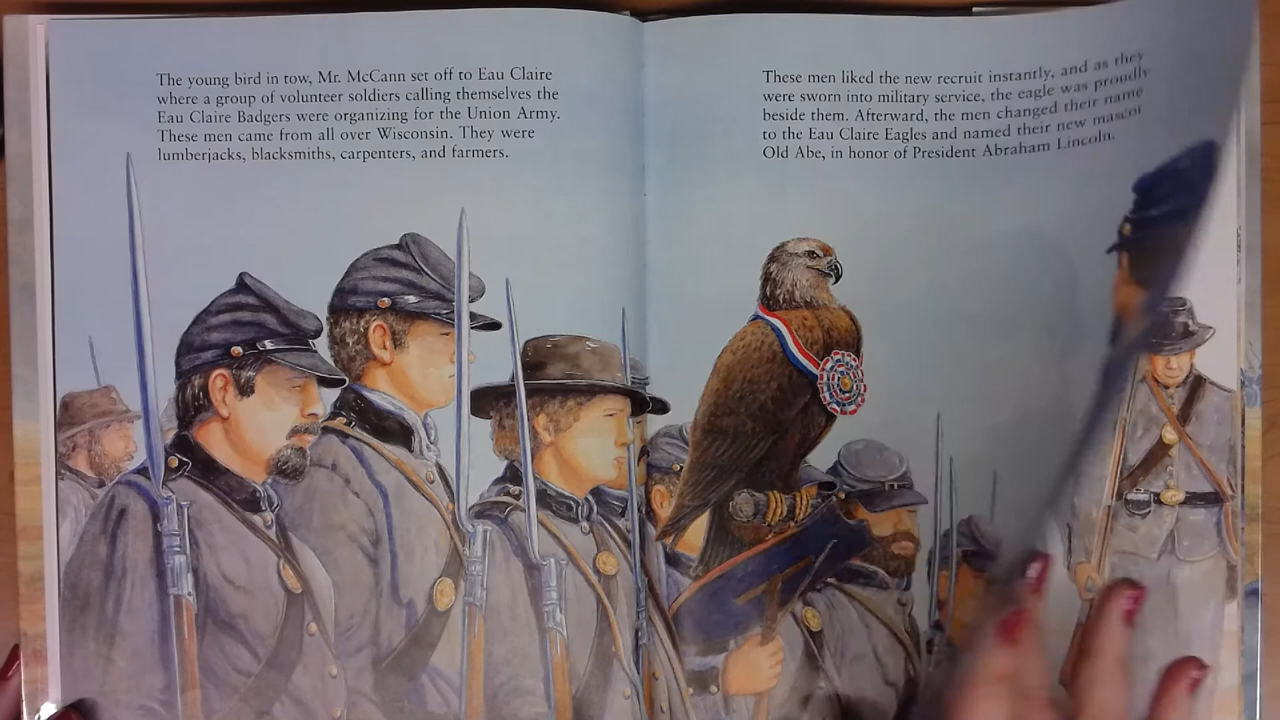 The young bird in tow, Mr. McCann set off to Eau Claire
where a group of volunteer soldiers calling themselves the
Eau Claire Badgers were organizing for the Union Army.
These men came from all over Wisconsin. They were
lumberjacks, blacksmiths, carpenters, and farmers.
These men liked the new recruit instantly, and as they
were sworn into military service, the eagle was proudly
beside them. Afterward, the men changed their name
to the Eau Claire Eagles and named their new mascot
Old Abe, in honor of President Abraham Lincoln.